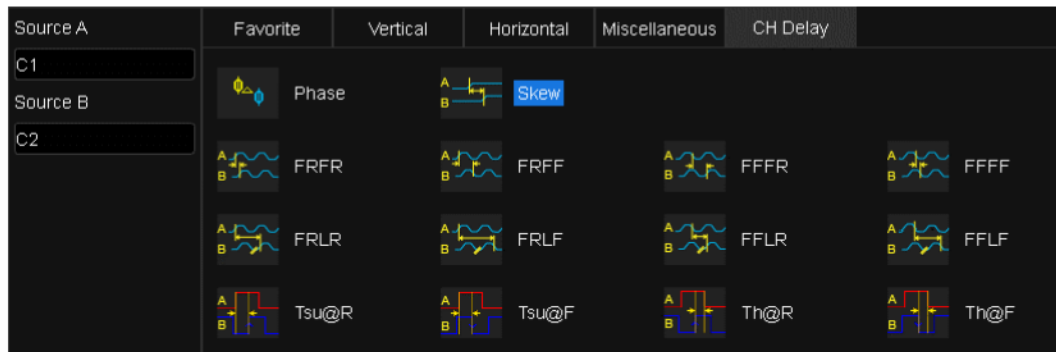 Source A
C1
Source B
C2
Favorite Vertical Horizontal Miscellaneous CH Delay
Phase A B Skew
A B FRFR A B FRFF A B FFFR A B FFFF
A B FRLR A B FRLF A B FFLR A B FFLF
A B Tsu@R A B Tsu@F A B Th@R A B Th@F